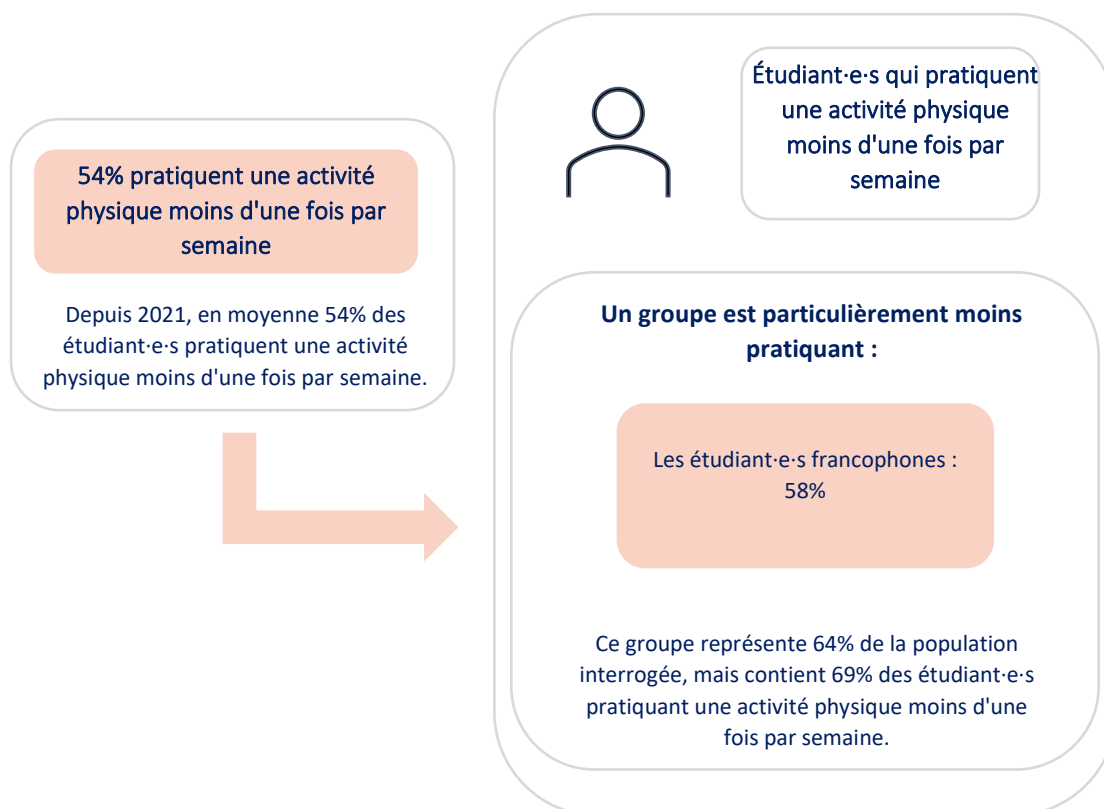 54% pratiquent une activité
physique moins d'une fois par
semaine
Depuis 2021, en moyenne 54% des
étudiant·e·s pratiquent une activité
physique moins d'une fois par semaine.
Étudiant·e·s qui pratiquent
une activité physique
moins d'une fois par
semaine
Un groupe est particulièrement moins
pratiquant :
Les étudiant·e·s francophones :
58%
Ce groupe représente 64% de la population
interrogée, mais contient 69% des étudiant·e·s
pratiquant une activité physique moins d'une
fois par semaine.